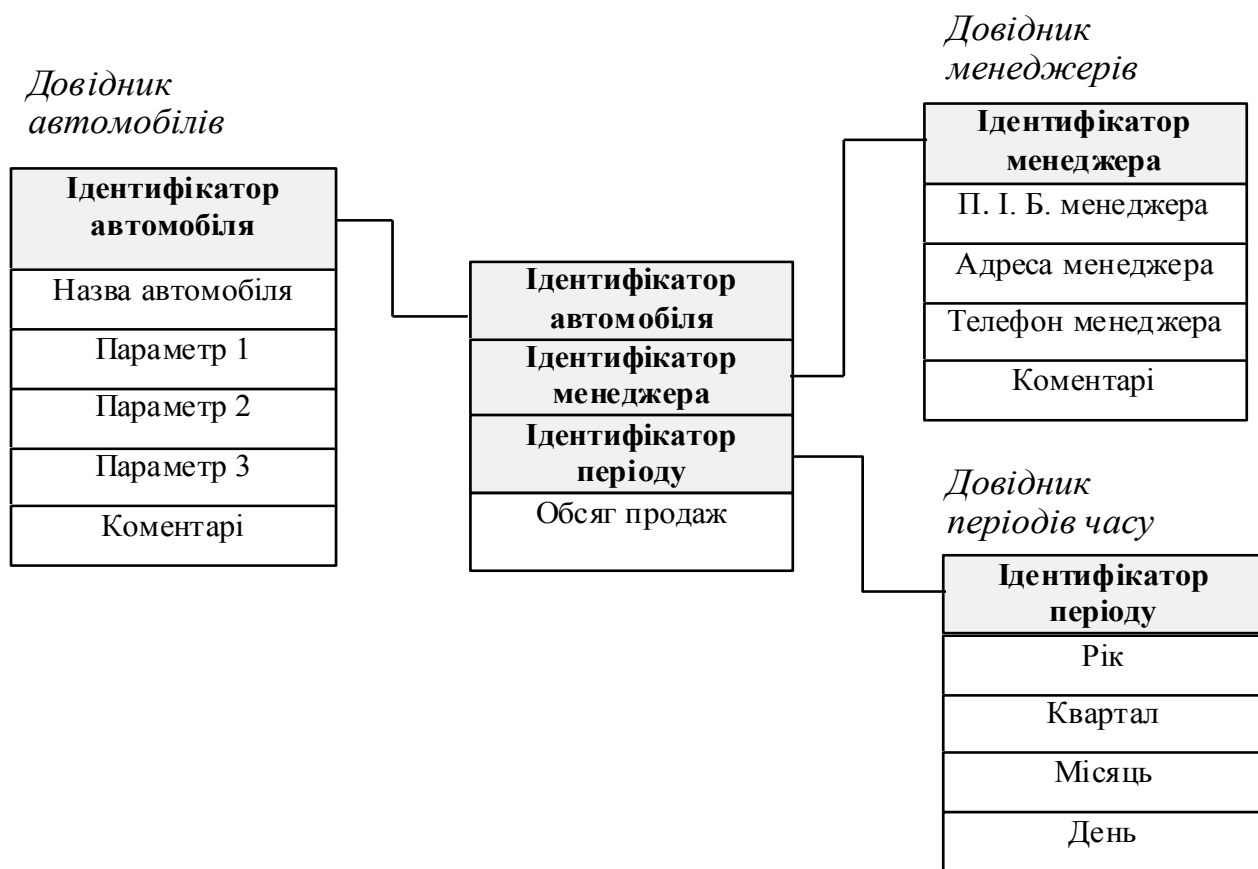 Довідник
автомобілів
Ідентифікатор
автомобіля
Назва автомобіля
Параметр 1
Параметр 2
Параметр 3
Коментарі
Ідентифікатор
автомобіля
Ідентифікатор
менеджера
Ідентифікатор
періоду
Обсяг продаж
Довідник
менеджерів
Ідентифікатор
менеджера
П. І. Б. менеджера
Адреса менеджера
Телефон менеджера
Коментарі
Довідник
періодів часу
Ідентифікатор
періоду
Рік
Квартал
Місяць
День